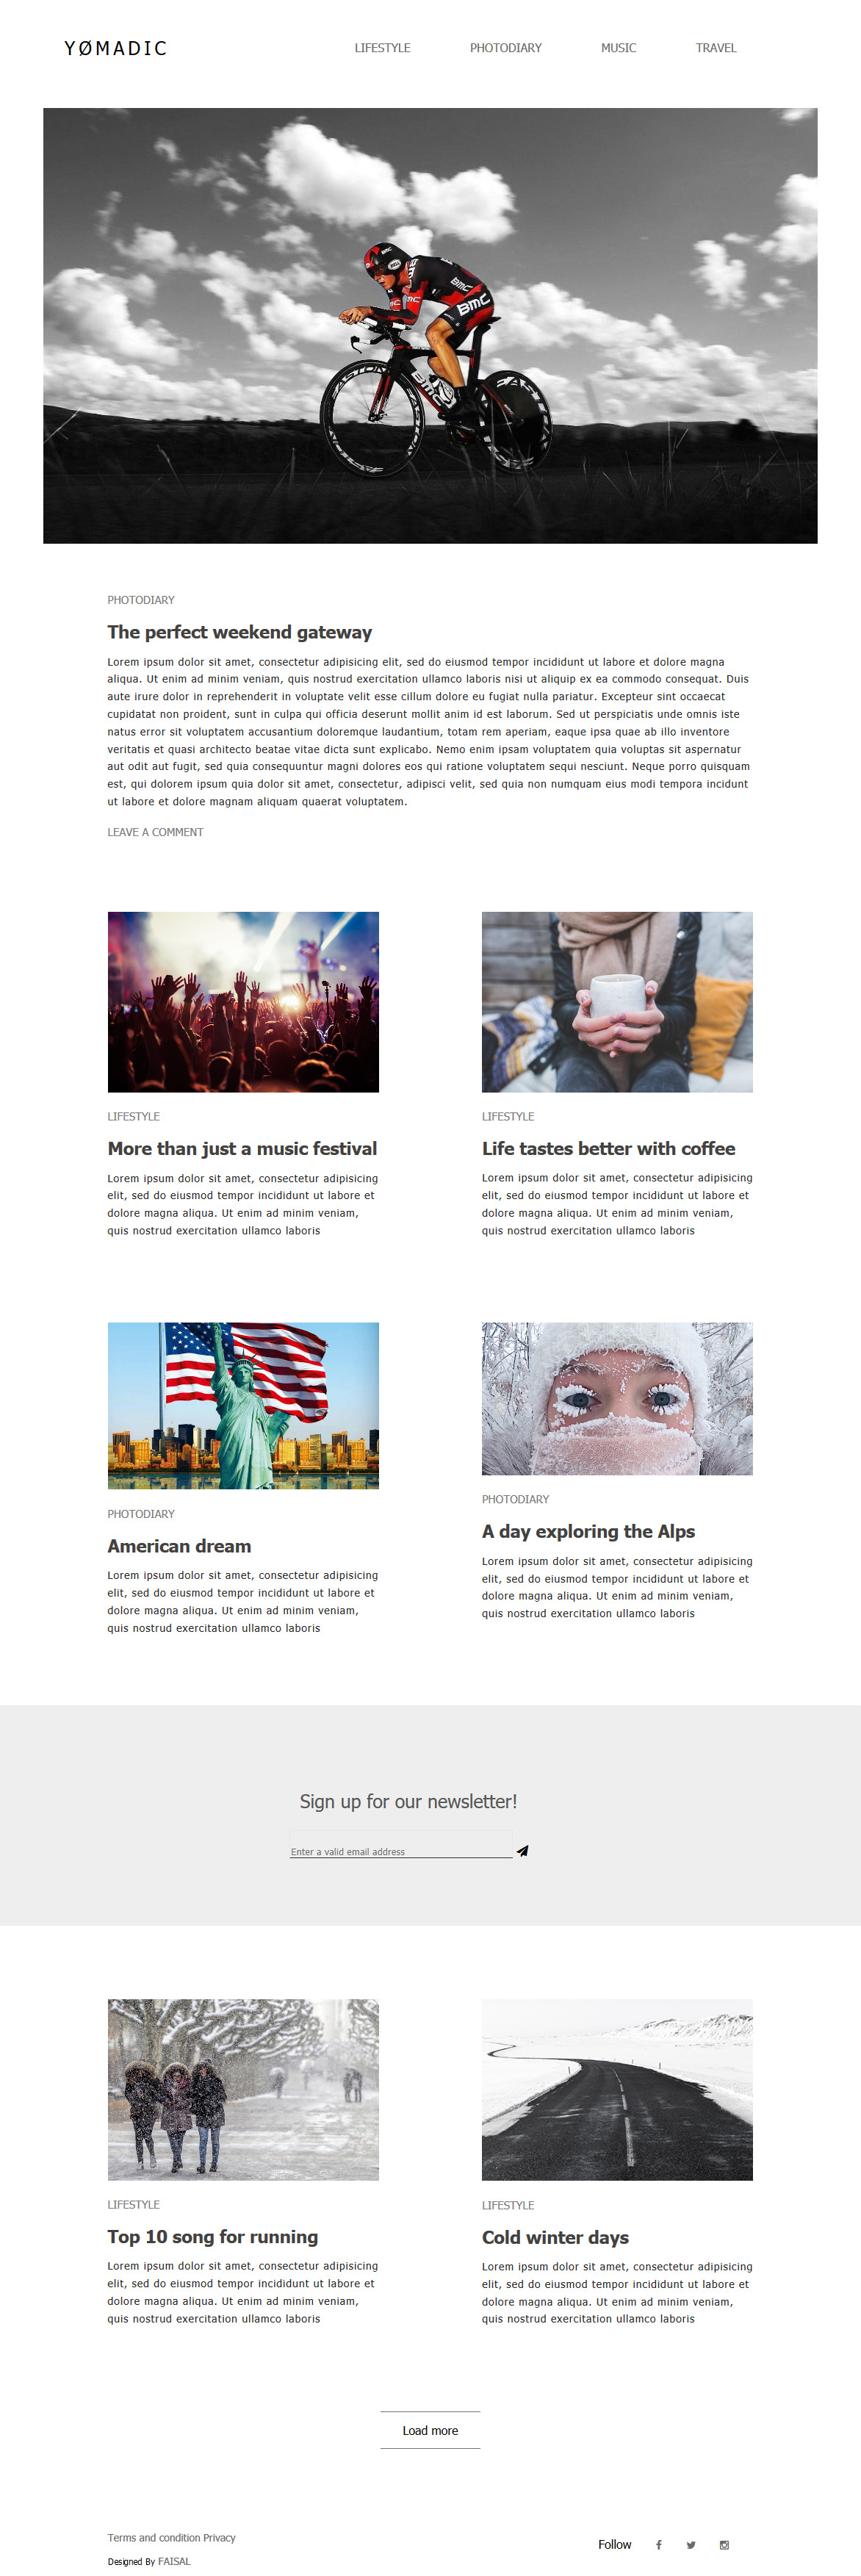 YØMADIC
LIFESTYLE PHOTODIARY MUSIC TRAVEL
BELL
BMC
BMC
BMC
BMC
EASTON
PHOTODIARY
The perfect weekend gateway
Lorem ipsum dolor sit amet, consectetur adipisicing elit, sed do eiusmod tempor incididunt ut labore et dolore magna
aliqua. Ut enim ad minim veniam, quis nostrud exercitation ullamco laboris nisi ut aliquip ex ea commodo consequat. Duis
aute irure dolor in reprehenderit in voluptate velit esse cillum dolore eu fugiat nulla pariatur. Excepteur sint occaecat
cupidatat non proident, sunt in culpa qui officia deserunt mollit anim id est laborum. Sed ut perspiciatis unde omnis iste
natus error sit voluptatem accusantium doloremque laudantium, totam rem aperiam, eaque ipsa quae ab illo inventore
veritatis et quasi architecto beatae vitae dicta sunt explicabo. Nemo enim ipsam voluptatem quia voluptas sit aspernatur
aut odit aut fugit, sed quia consequuntur magni dolores eos qui ratione voluptatem sequi nesciunt. Neque porro quisquam
est, qui dolorem ipsum quia dolor sit amet, consectetur, adipisci velit, sed quia non numquam eius modi tempora incidunt
ut labore et dolore magnam aliquam quaerat voluptatem.
LEAVE A COMMENT
LIFESTYLE
More than just a music festival
Lorem ipsum dolor sit amet, consectetur adipisicing
elit, sed do eiusmod tempor incididunt ut labore et
dolore magna aliqua. Ut enim ad minim veniam,
quis nostrud exercitation ullamco laboris
LIFESTYLE
Life tastes better with coffee
Lorem ipsum dolor sit amet, consectetur adipisicing
elit, sed do eiusmod tempor incididunt ut labore et
dolore magna aliqua. Ut enim ad minim veniam,
quis nostrud exercitation ullamco laboris
PHOTODIARY
American dream
Lorem ipsum dolor sit amet, consectetur adipisicing
elit, sed do eiusmod tempor incididunt ut labore et
dolore magna aliqua. Ut enim ad minim veniam,
quis nostrud exercitation ullamco laboris
PHOTODIARY
A day exploring the Alps
Lorem ipsum dolor sit amet, consectetur adipisicing
elit, sed do eiusmod tempor incididunt ut labore et
dolore magna aliqua. Ut enim ad minim veniam,
quis nostrud exercitation ullamco laboris
Sign up for our newsletter!
Enter a valid email address
LIFESTYLE
Top 10 song for running
Lorem ipsum dolor sit amet, consectetur adipisicing
elit, sed do eiusmod tempor incididunt ut labore et
dolore magna aliqua. Ut enim ad minim veniam,
quis nostrud exercitation ullamco laboris
LIFESTYLE
Cold winter days
Lorem ipsum dolor sit amet, consectetur adipisicing
elit, sed do eiusmod tempor incididunt ut labore et
dolore magna aliqua. Ut enim ad minim veniam,
quis nostrud exercitation ullamco laboris
Load more
Terms and condition Privacy
Designed By FAISAL
Follow